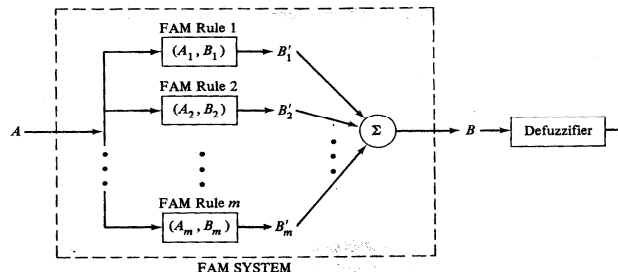 FAM Rule 1
(A₁, B₁)
B′₁
FAM Rule 2
(A₂, B₂)
B′₂
A
Σ
B
Defuzzifier
FAM Rule m
(Aₘ, Bₘ)
B′ₘ
FAM SYSTEM